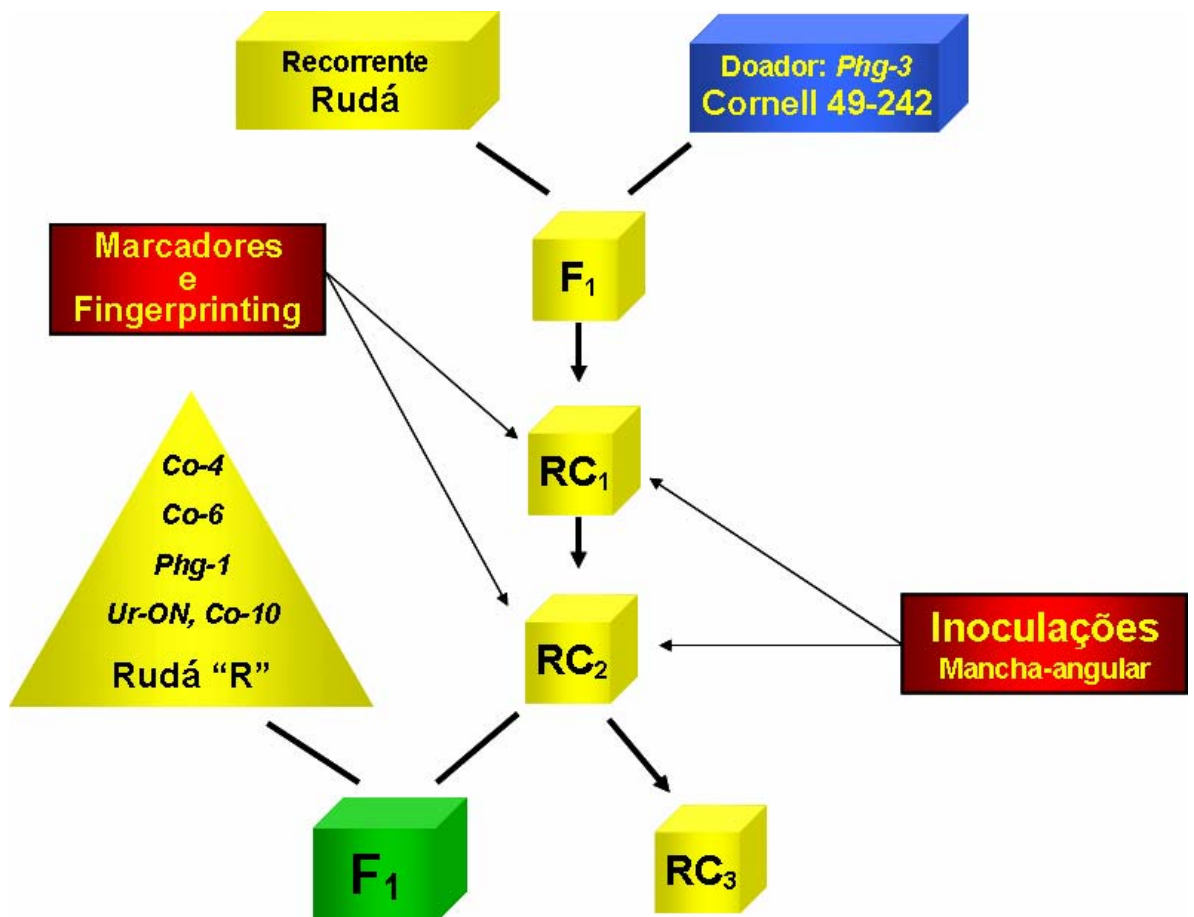 Recorrente
Rudá
Doador: Phg-3
Cornell 49-242
F₁
Marcadores
e
Fingerprinting
RC₁
Co-4
Co-6
Phg-1
Ur-ON, Co-10
Rudá “R”
RC₂
Inoculações
Mancha-angular
F₁
RC₃